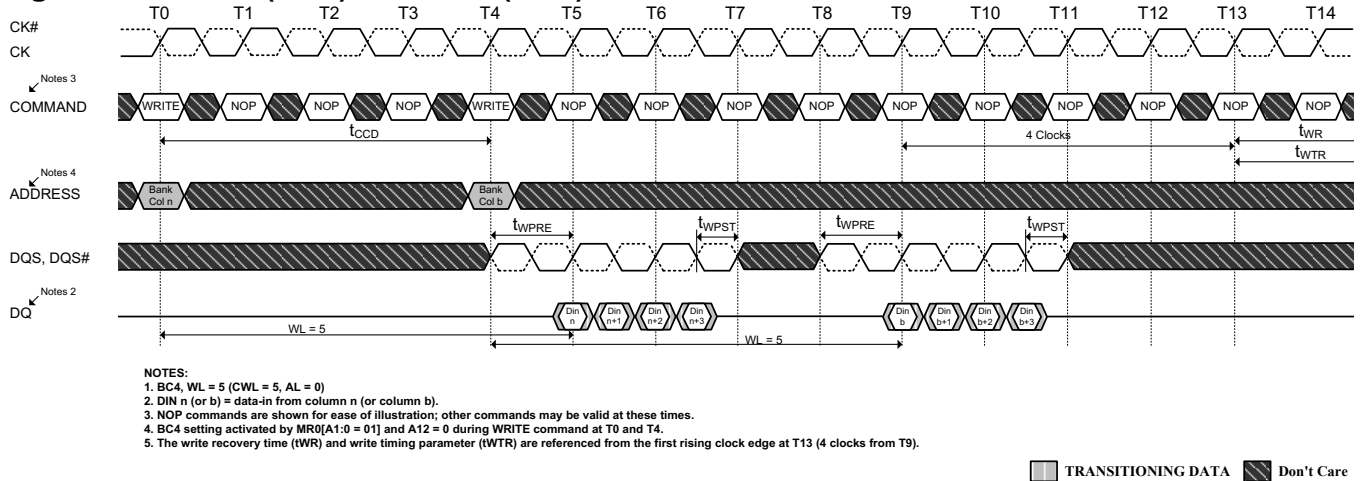 T0 T1 T2 T3 T4 T5 T6 T7 T8 T9 T10 T11 T12 T13 T14
CK#
CK
Notes 3
COMMAND WRITE NOP NOP NOP WRITE NOP NOP NOP NOP NOP NOP NOP NOP NOP NOP
tCCD 4 Clocks tWR
tWTR
Notes 4
ADDRESS
Bank Col n
Bank Col b
tWPRE tWPST tWPRE tWPST
DQS, DQS#
Notes 2
DQ
Din n Din n+1 Din n+2 Din n+3 Din b Din b+1 Din b+2 Din b+3
WL = 5
WL = 5
NOTES:
1. BC4, WL = 5 (CWL = 5, AL = 0)
2. DIN n (or b) = data-in from column n (or column b).
3. NOP commands are shown for ease of illustration; other commands may be valid at these times.
4. BC4 setting activated by MR0[A1:0 = 01] and A12 = 0 during WRITE command at T0 and T4.
5. The write recovery time (tWR) and write timing parameter (tWTR) are referenced from the first rising clock edge at T13 (4 clocks from T9).
TRANSITIONING DATA Don't Care